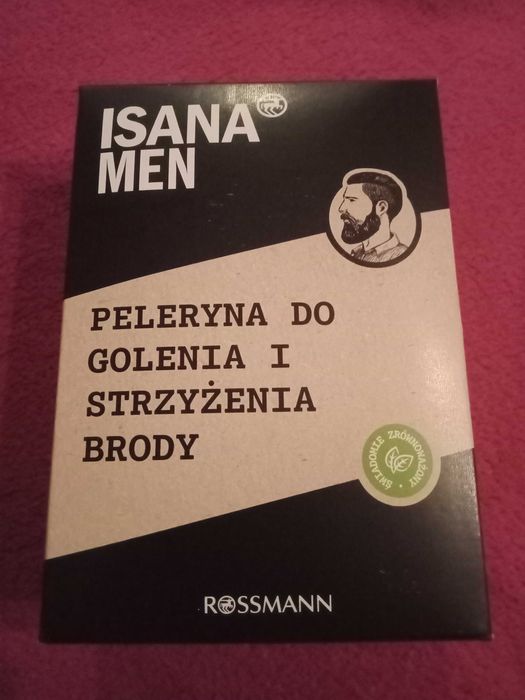 ISANA
MEN
PELERYNA DO
GOLENIA I
STRZYŻENIA
BRODY
ŚWIADOMIE ZRÓWNOWAŻONY
ROSSMANN